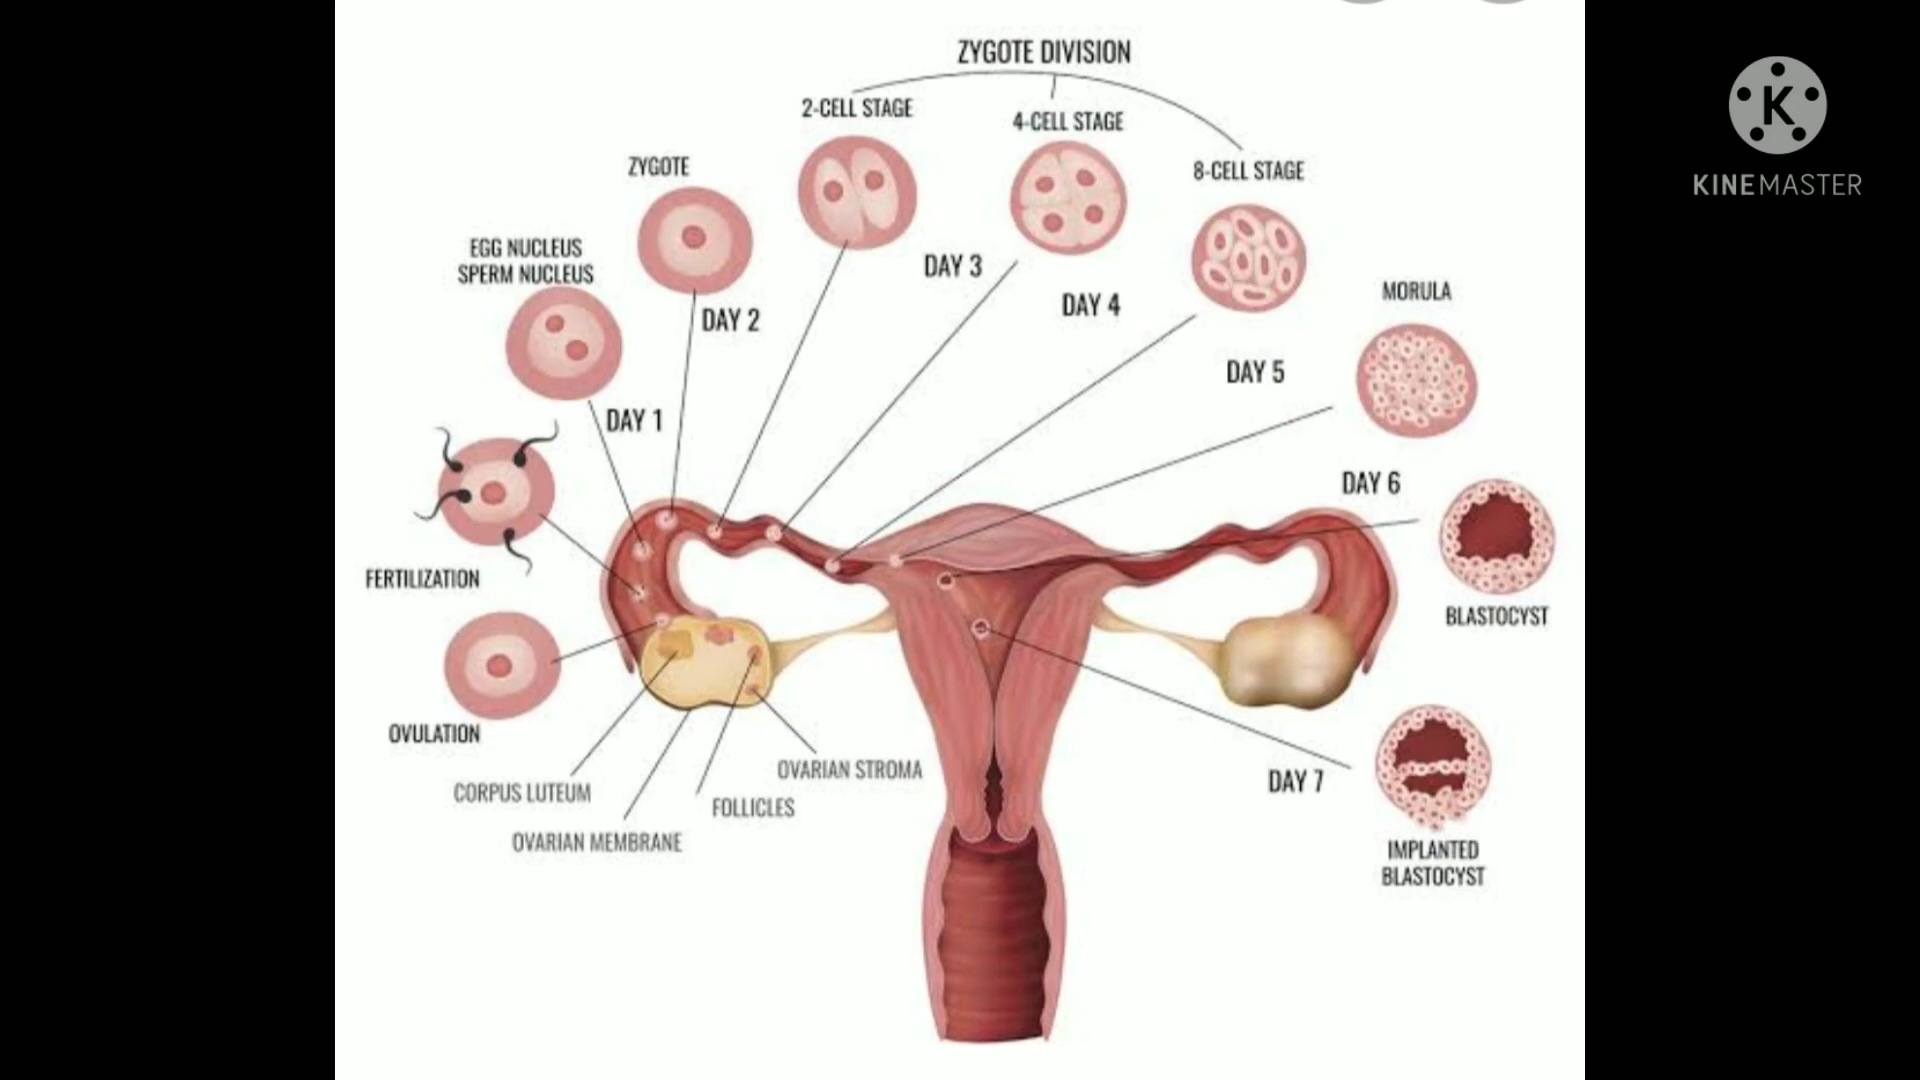 ZYGOTE DIVISION
2-CELL STAGE
4-CELL STAGE
8-CELL STAGE
ZYGOTE
EGG NUCLEUS
SPERM NUCLEUS
MORULA
DAY 1
DAY 2
DAY 3
DAY 4
DAY 5
DAY 6
BLASTOCYST
FERTILIZATION
OVULATION
CORPUS LUTEUM
OVARIAN MEMBRANE
FOLLICLES
OVARIAN STROMA
DAY 7
IMPLANTED
BLASTOCYST
K
KINEMASTER